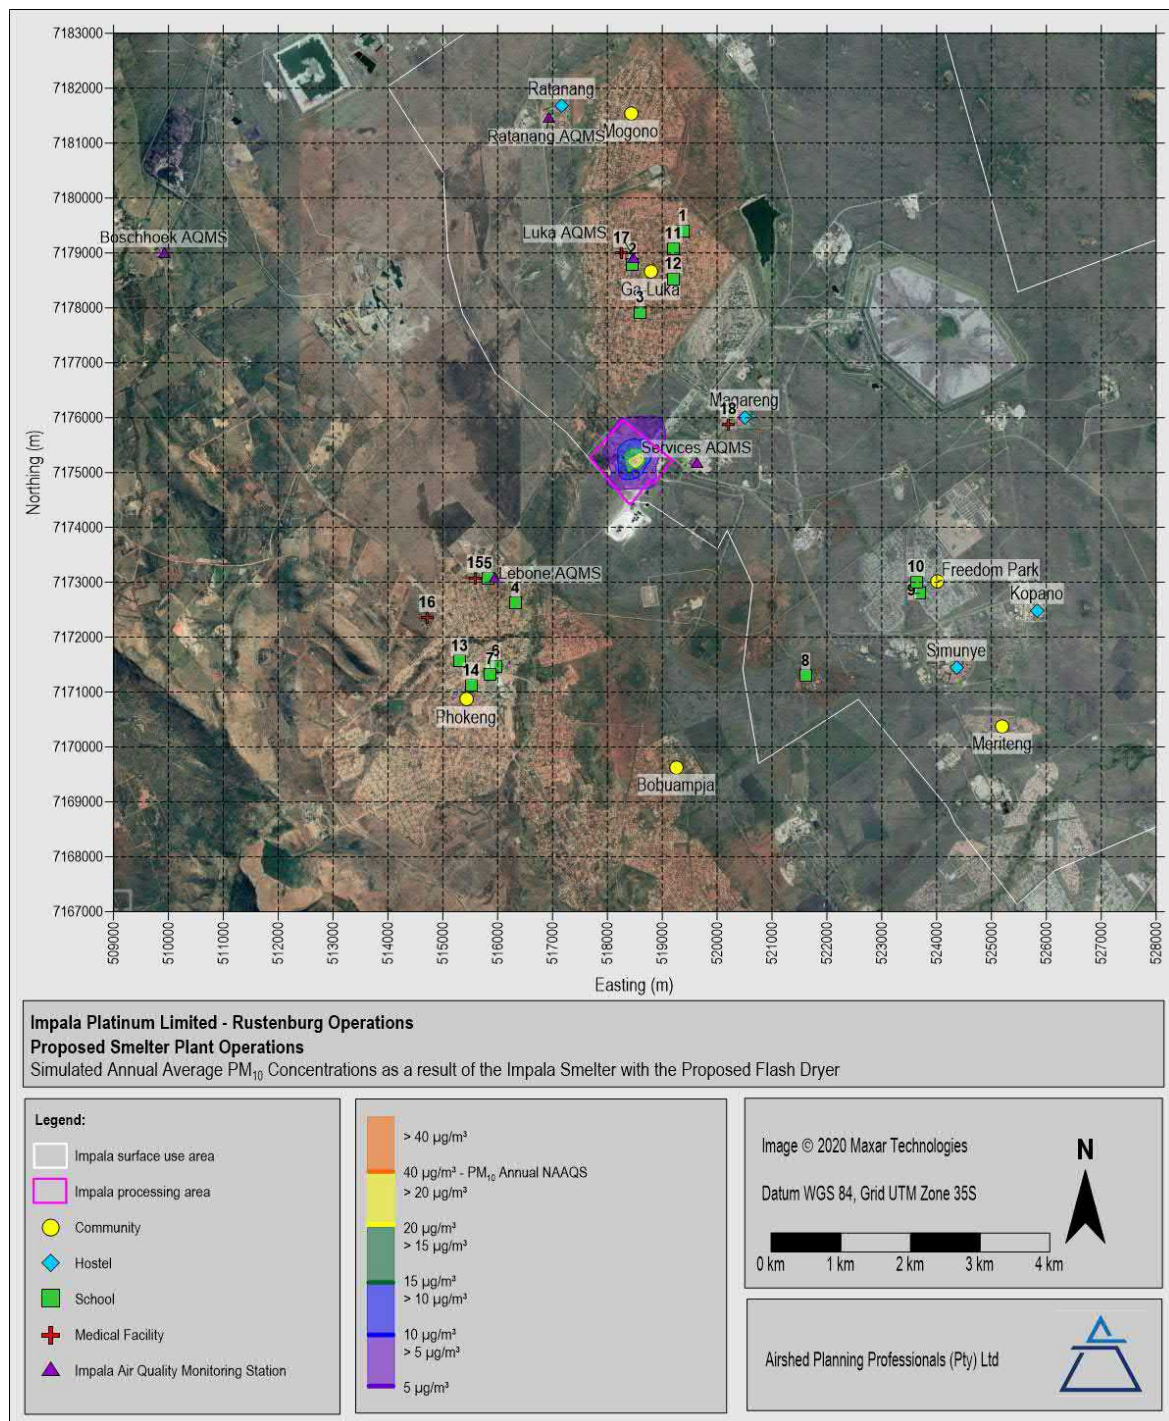 7183000
7182000
7181000
7180000
7179000
7178000
7177000
7176000
7175000
7174000
7173000
7172000
7171000
7170000
7169000
7168000
7167000
Northing (m)
Ratanang
Ratanang AQMS
Mogono
Boschhoek AQMS
Luka AQMS
17
2
1
11
12
Ga-Luka
3
Magareng
18
Services AQMS
155
Lebone AQMS
4
16
13
6
7
14
Phokeng
10
9
Freedom Park
Kopano
Simunye
8
Meriteng
Bobuampja
509000
510000
511000
512000
513000
514000
515000
516000
517000
518000
519000
520000
521000
522000
523000
524000
525000
526000
527000
528000
Easting (m)
Impala Platinum Limited - Rustenburg Operations
Proposed Smelter Plant Operations
Simulated Annual Average PM₁₀ Concentrations as a result of the Impala Smelter with the Proposed Flash Dryer
Legend:
Impala surface use area
Impala processing area
Community
Hostel
School
Medical Facility
Impala Air Quality Monitoring Station
> 40 µg/m³
40 µg/m³ - PM₁₀ Annual NAAQS
> 20 µg/m³
20 µg/m³
> 15 µg/m³
15 µg/m³
> 10 µg/m³
10 µg/m³
> 5 µg/m³
5 µg/m³
Image © 2020 Maxar Technologies
Datum WGS 84, Grid UTM Zone 35S
N
0 km 1 km 2 km 3 km 4 km
Airshed Planning Professionals (Pty) Ltd